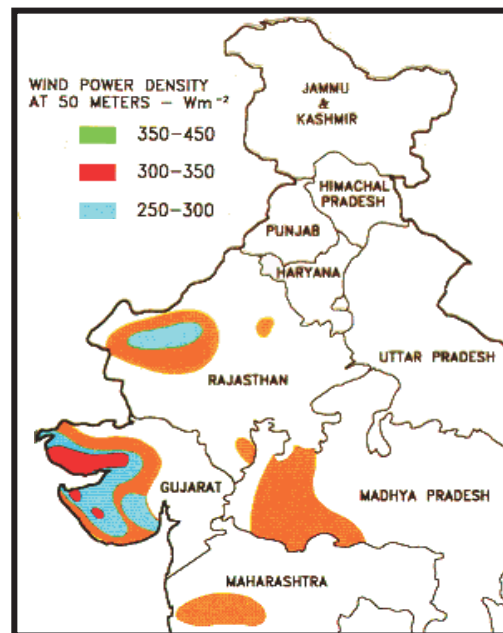 WIND POWER DENSITY
AT 50 METERS – Wm⁻²
350–450
300–350
250–300
JAMMU
&
KASHMIR
HIMACHAL
PRADESH
PUNJAB
HARYANA
UTTAR PRADESH
RAJASTHAN
GUJARAT
MADHYA PRADESH
MAHARASHTRA